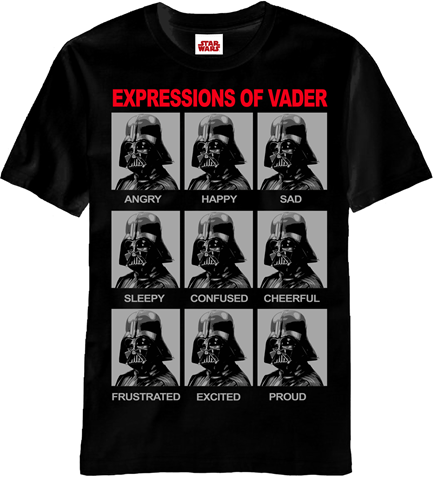 STAR
WARS
EXPRESSIONS OF VADER
ANGRY HAPPY SAD
SLEEPY CONFUSED CHEERFUL
FRUSTRATED EXCITED PROUD